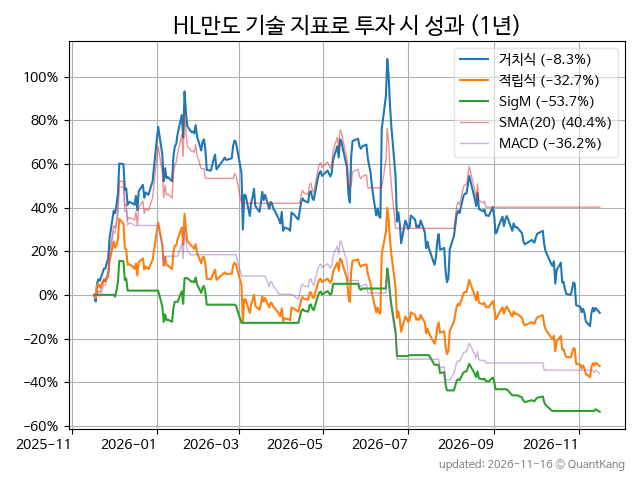 HL만도 기술 지표로 투자 시 성과 (1년)
거치식 (−8.3%)
적립식 (−32.7%)
SigM (−53.7%)
SMA(20) (40.4%)
MACD (−36.2%)
100%
80%
60%
40%
20%
0%
−20%
−40%
−60%
2025-11 2026-01 2026-03 2026-05 2026-07 2026-09 2026-11
updated: 2026-11-16 © QuantKang